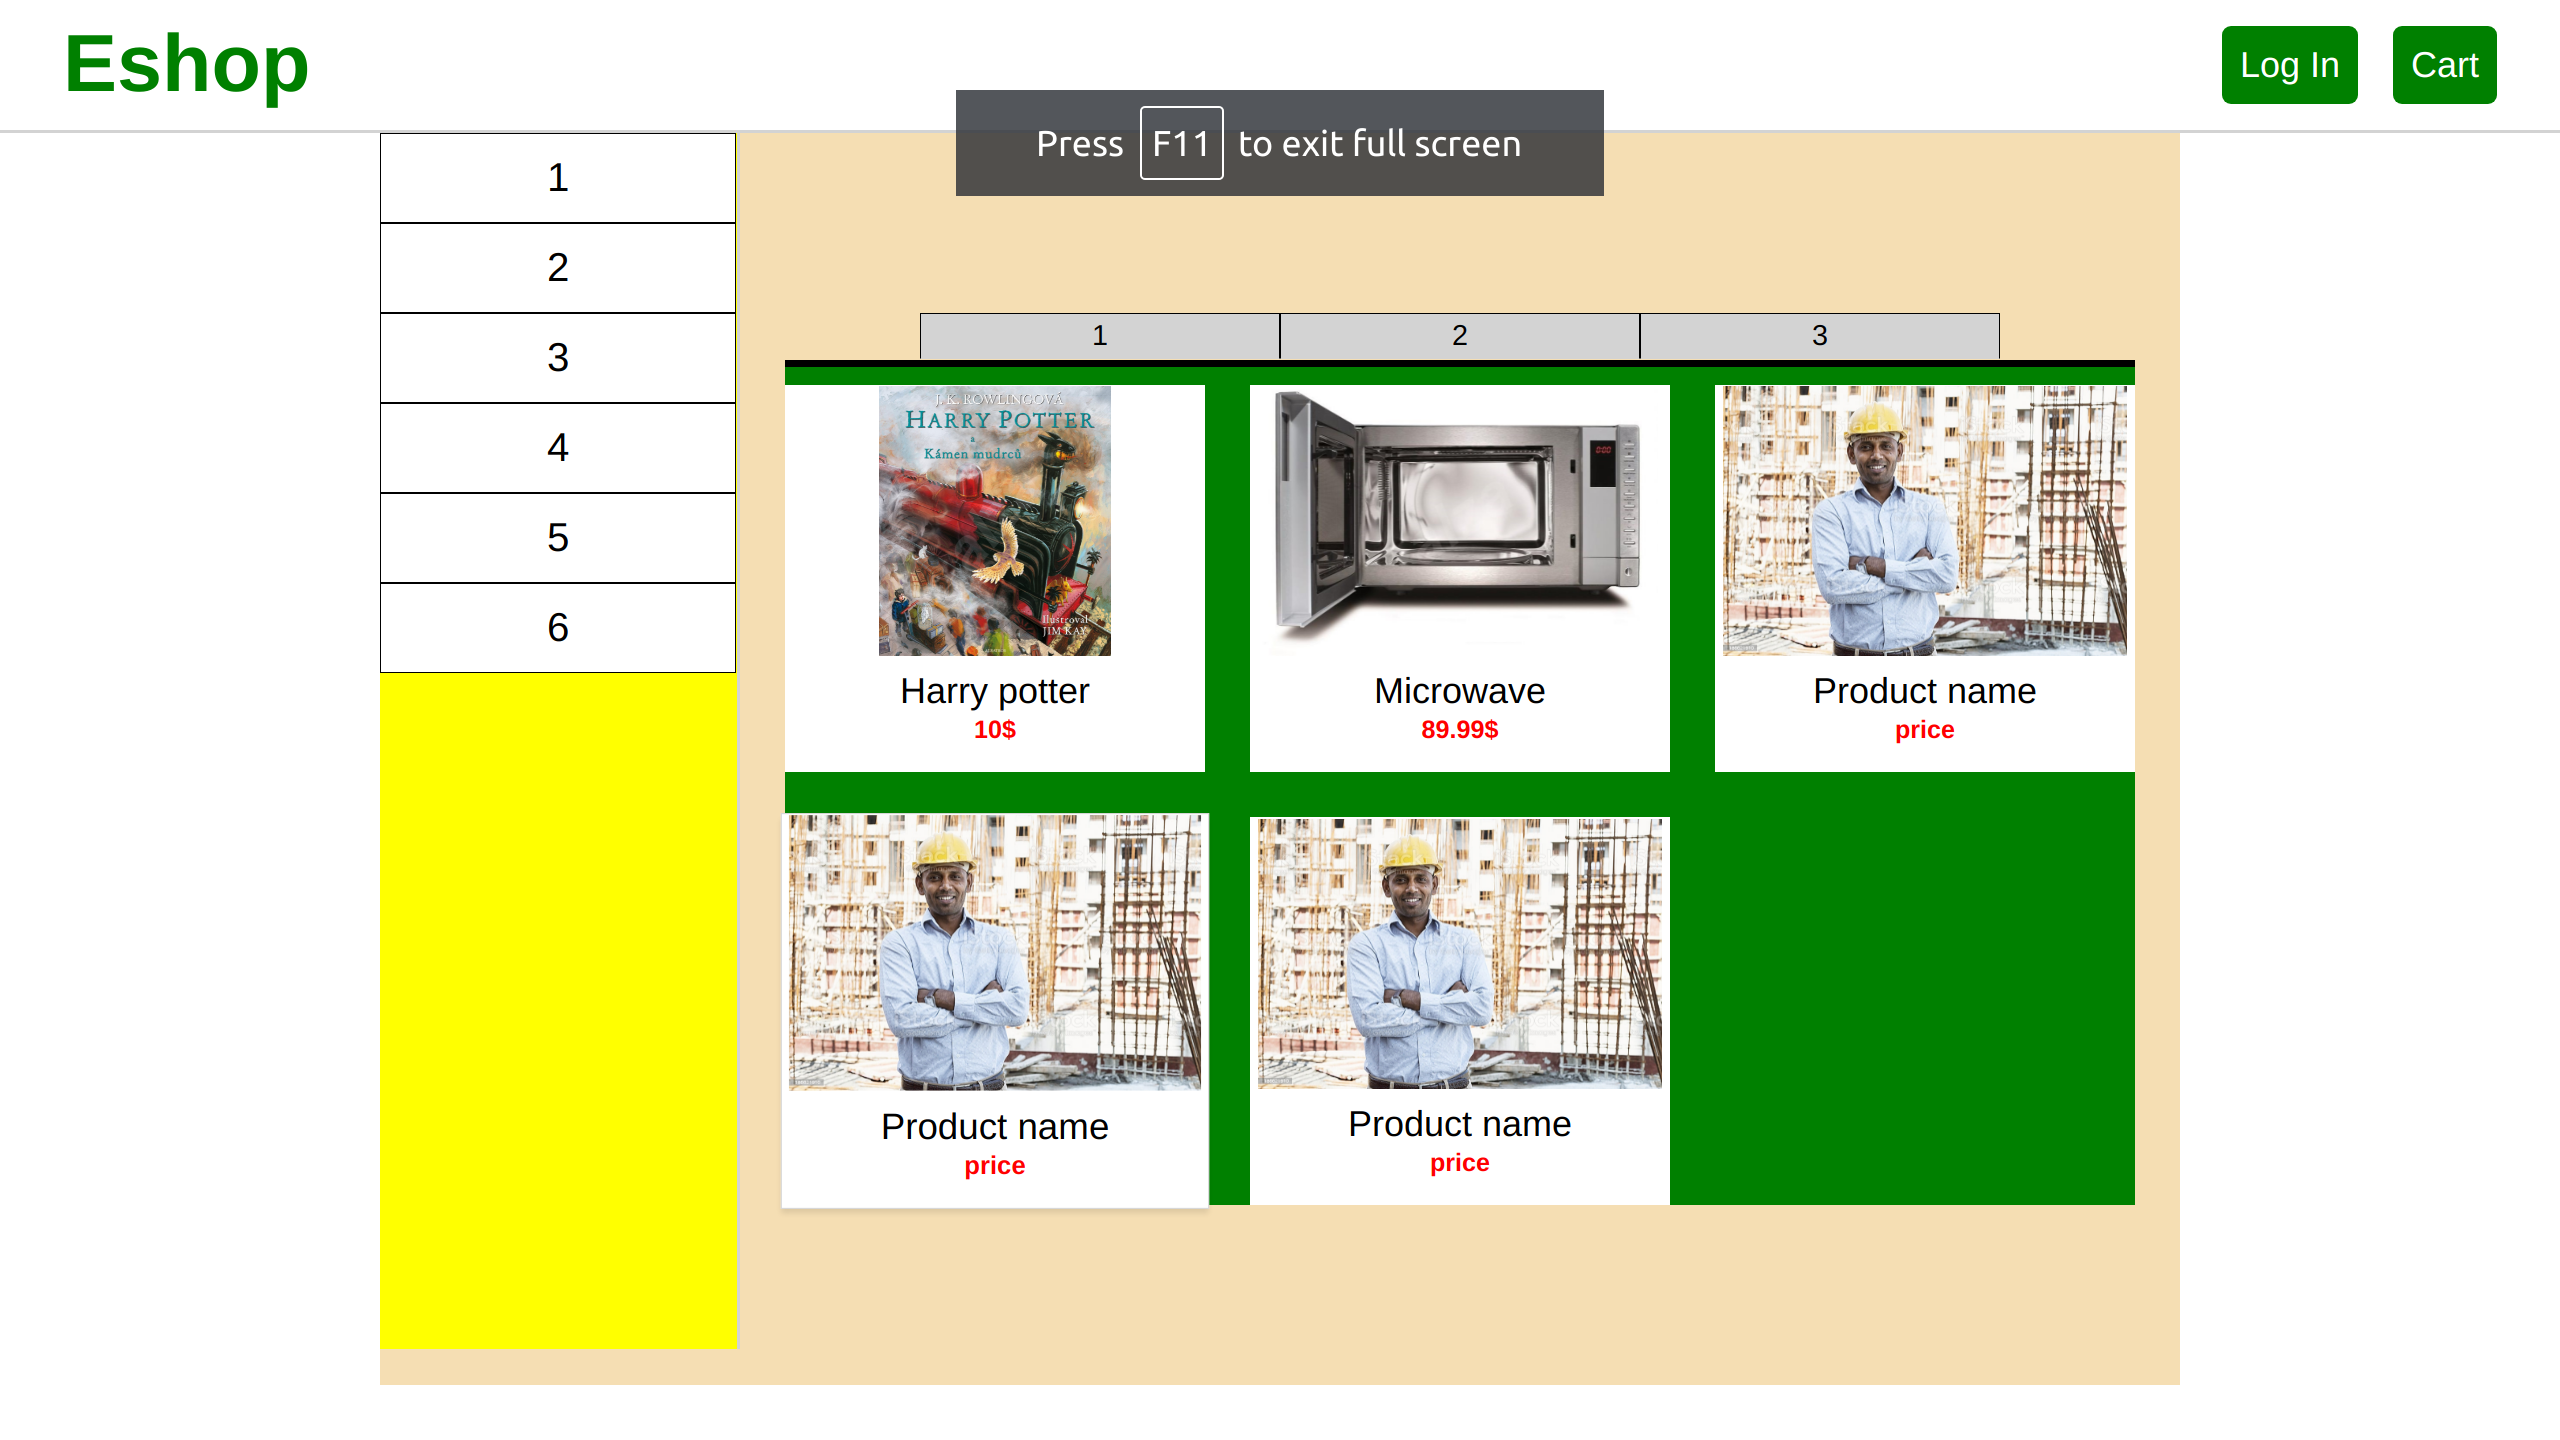 Eshop
Log In
Cart
Press F11 to exit full screen
1
2
3
4
5
6
1
2
3
J. K. ROWLINGOVÁ
HARRY POTTER
a
Kámen mudrců
Ilustroval
JIM KAY
0:00
Harry potter
10$
Microwave
89.99$
Product name
price
Product name
price
Product name
price